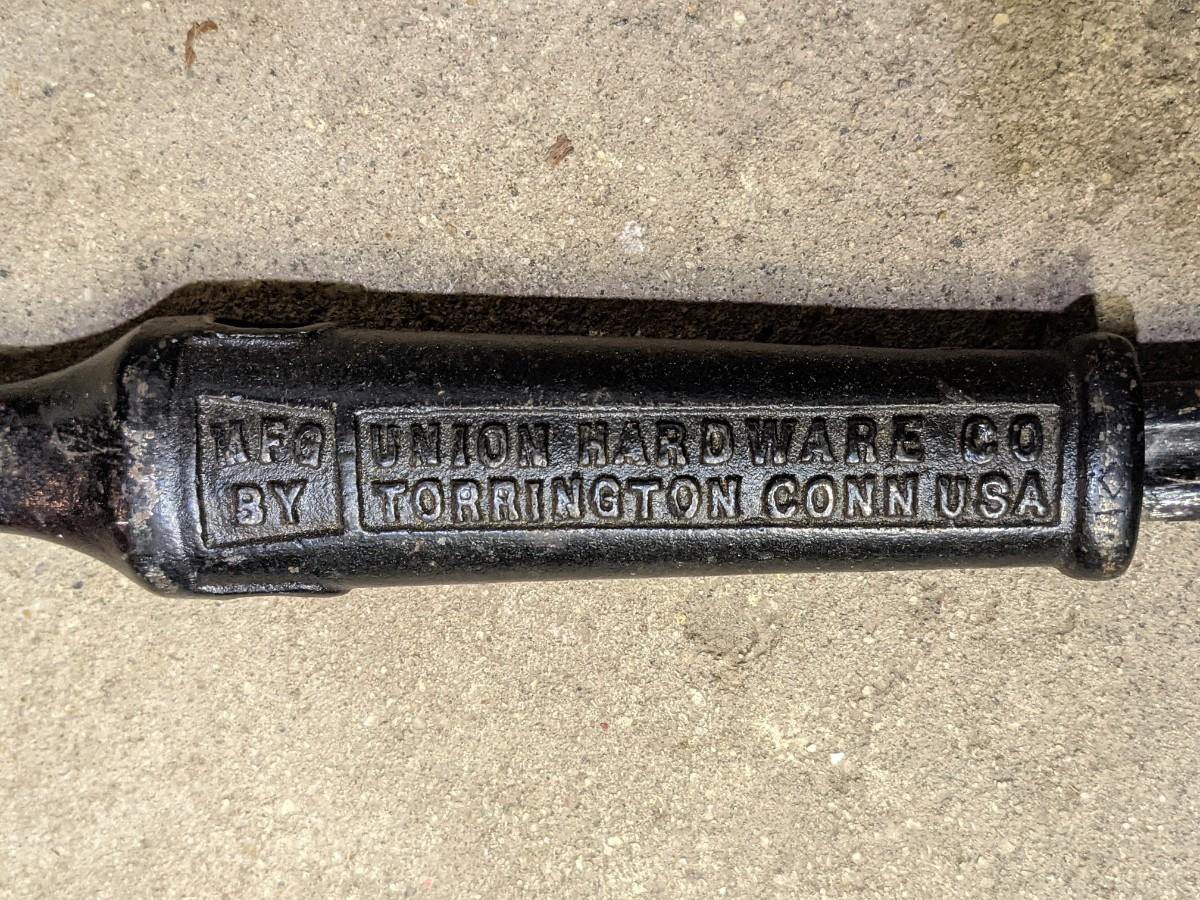 MFG
BY
UNION HARDWARE CO
TORRINGTON CONN USA